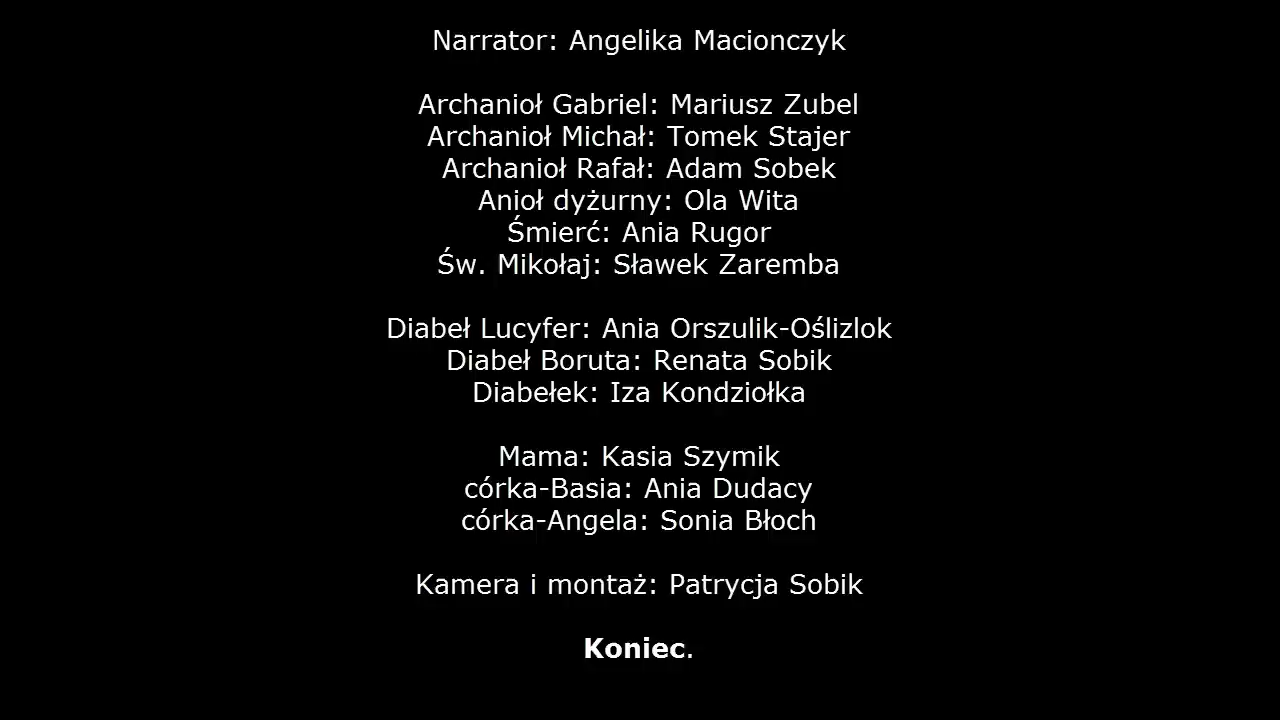 Narrator: Angelika Macionczyk
Archanioł Gabriel: Mariusz Zubel
Archanioł Michał: Tomek Stajer
Archanioł Rafał: Adam Sobek
Anioł dyżurny: Ola Wita
Śmierć: Ania Rugor
Św. Mikołaj: Sławek Zaremba
Diabeł Lucyfer: Ania Orszulik-Oślizlok
Diabeł Boruta: Renata Sobik
Diabełek: Iza Kondziołka
Mama: Kasia Szymik
córka-Basia: Ania Dudacy
córka-Angela: Sonia Błoch
Kamera i montaż: Patrycja Sobik
Koniec.